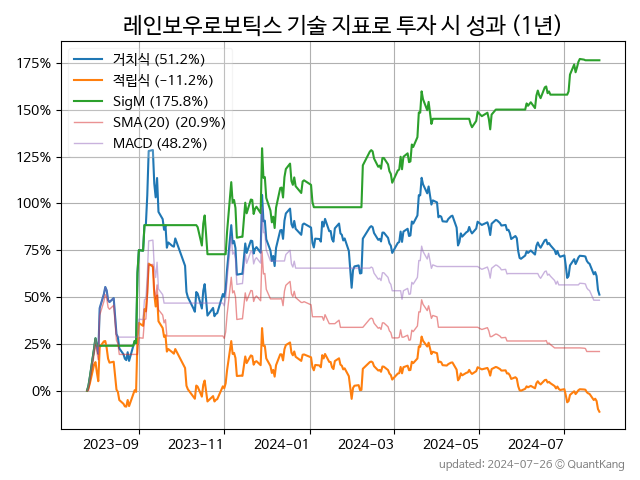 레인보우로보틱스 기술 지표로 투자 시 성과 (1년)
거치식 (51.2%)
적립식 (−11.2%)
SigM (175.8%)
SMA(20) (20.9%)
MACD (48.2%)
175%
150%
125%
100%
75%
50%
25%
0%
2023-09 2023-11 2024-01 2024-03 2024-05 2024-07
updated: 2024-07-26 © QuantKang